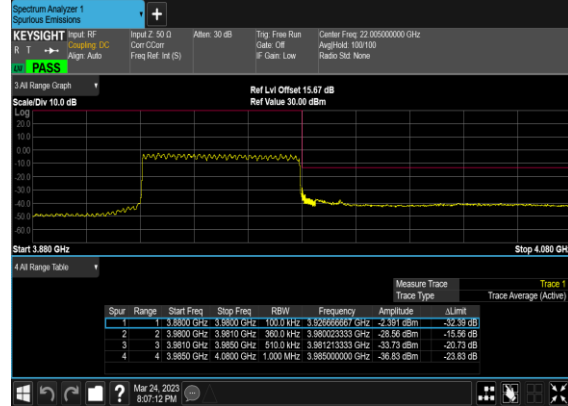 Spectrum Analyzer 1
Spurious Emissions
+
KEYSIGHT Input: RF Input Z: 50 Ω Atten: 30 dB Trig: Free Run Center Freq: 22.005000000 GHz
R T Coupling: DC Corr CCorr Gate: Off Avg|Hold: 100/100
Align: Auto Freq Ref: Int (S) IF Gain: Low Radio Std: None
PASS
3 All Range Graph
Ref Lvl Offset 15.67 dB
Scale/Div 10.0 dB Ref Value 30.00 dBm
Log
20.0
10.0
0.00
-10.0
-20.0
-30.0
-40.0
-50.0
-60.0
Start 3.880 GHz Stop 4.080 GH
4 All Range Table
Measure Trace Trace 1
Trace Type Trace Average (Active)
Spur Range Start Freq Stop Freq RBW Frequency Amplitude ΔLimit
1 1 3.8800 GHz 3.9800 GHz 100.0 kHz 3.926666667 GHz -2.391 dBm -32.39 dB
2 2 3.9800 GHz 3.9810 GHz 360.0 kHz 3.980023333 GHz -28.56 dBm -15.56 dB
3 3 3.9810 GHz 3.9850 GHz 510.0 kHz 3.981213333 GHz -33.73 dBm -20.73 dB
4 4 3.9850 GHz 4.0800 GHz 1.000 MHz 3.985000000 GHz -36.83 dBm -23.83 dB
? Mar 24, 2023
8:07:12 PM